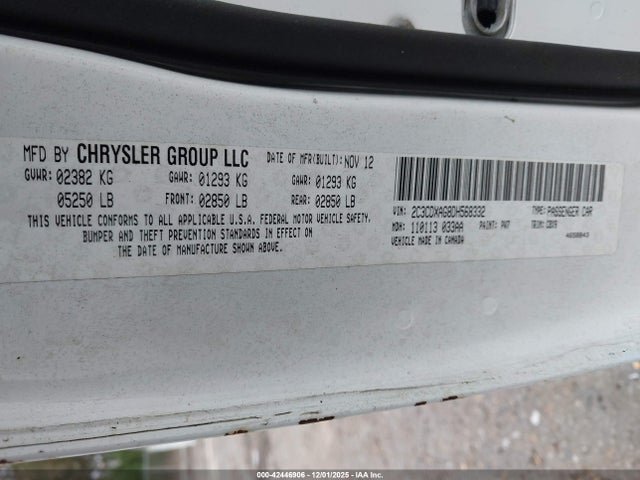 MFD BY CHRYSLER GROUP LLC DATE OF MFR(BUILT): NOV 12
GVWR: 02382 KG GAWR: 01293 KG GAWR: 01293 KG
05250 LB FRONT: 02850 LB REAR: 02850 LB
THIS VEHICLE CONFORMS TO ALL APPLICABLE U.S.A. FEDERAL MOTOR VEHICLE SAFETY,
BUMPER AND THEFT PREVENTION STANDARDS IN EFFECT ON
THE DATE OF MANUFACTURE SHOWN ABOVE.
VIN: 2C3CDXAG8DH568332 TYPE: PASSENGER CAR
MDH: 110113 033AA PAINT: PW7 TRIM:
VEHICLE MADE IN CANADA
00-42446906 - 12/01/2025 - IAA Inc.